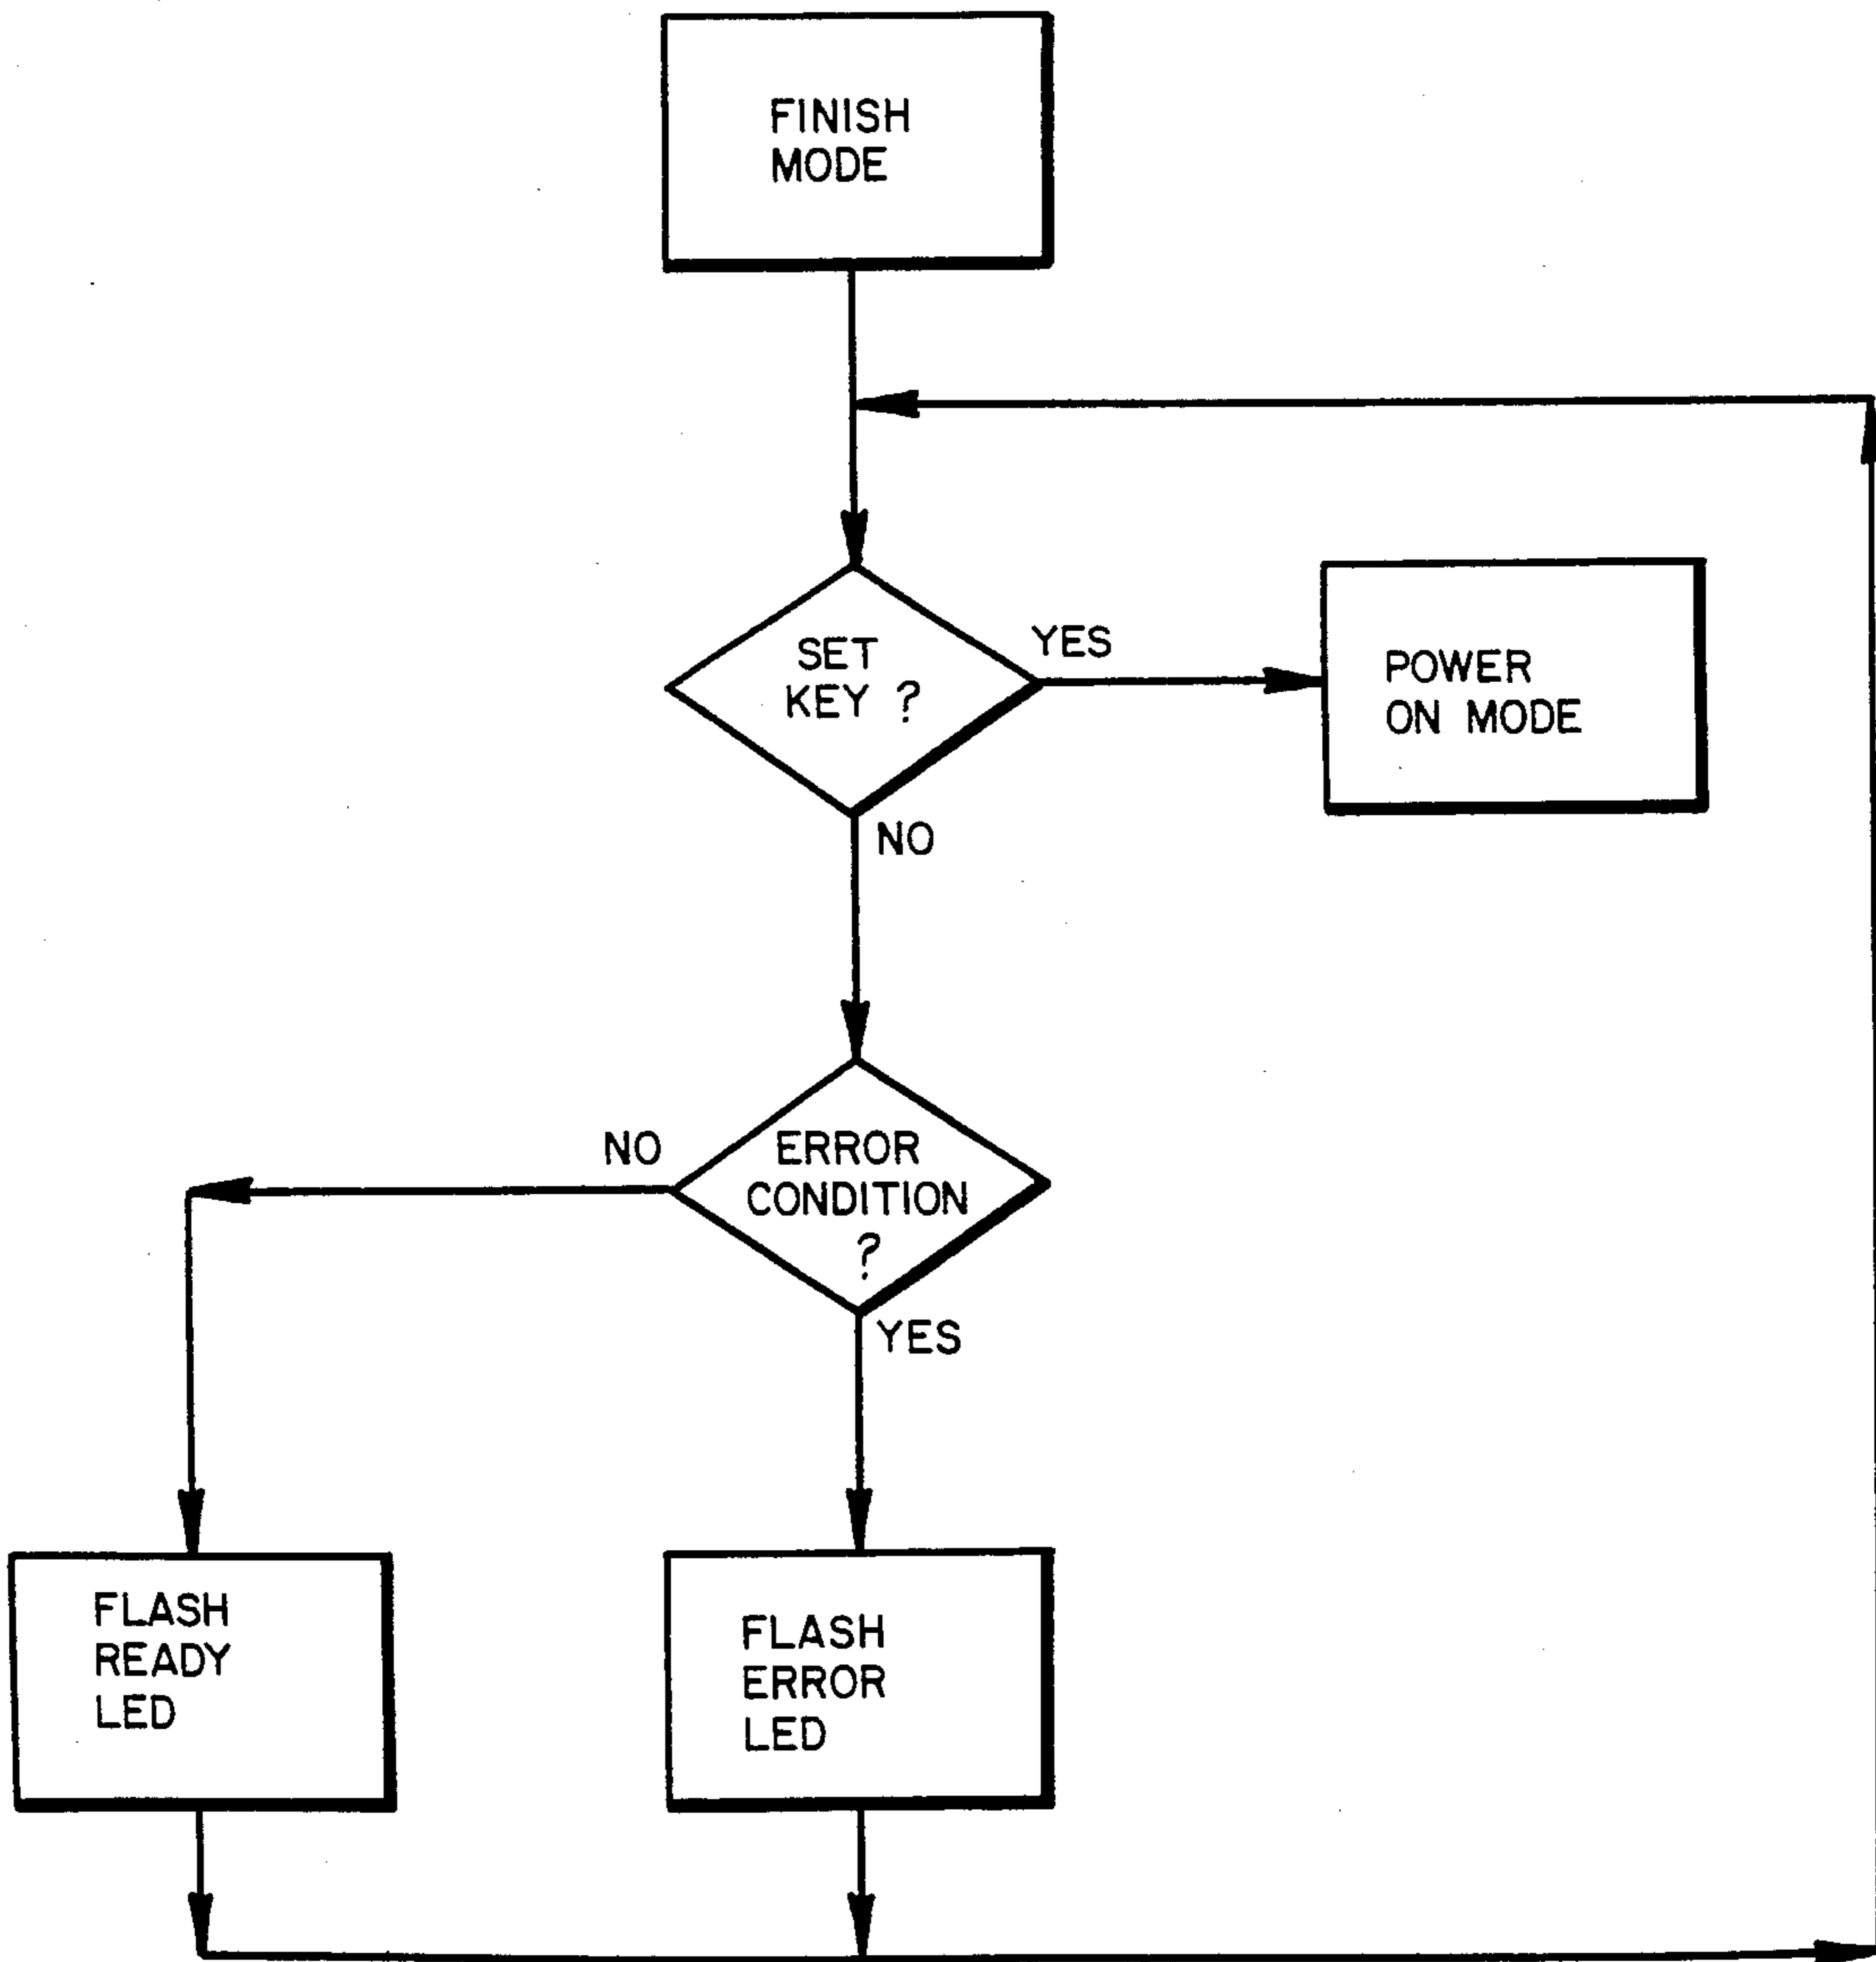 FINISH
MODE
SET
KEY ?
YES
POWER
ON MODE
NO
NO
ERROR
CONDITION
?
YES
FLASH
READY
LED
FLASH
ERROR
LED